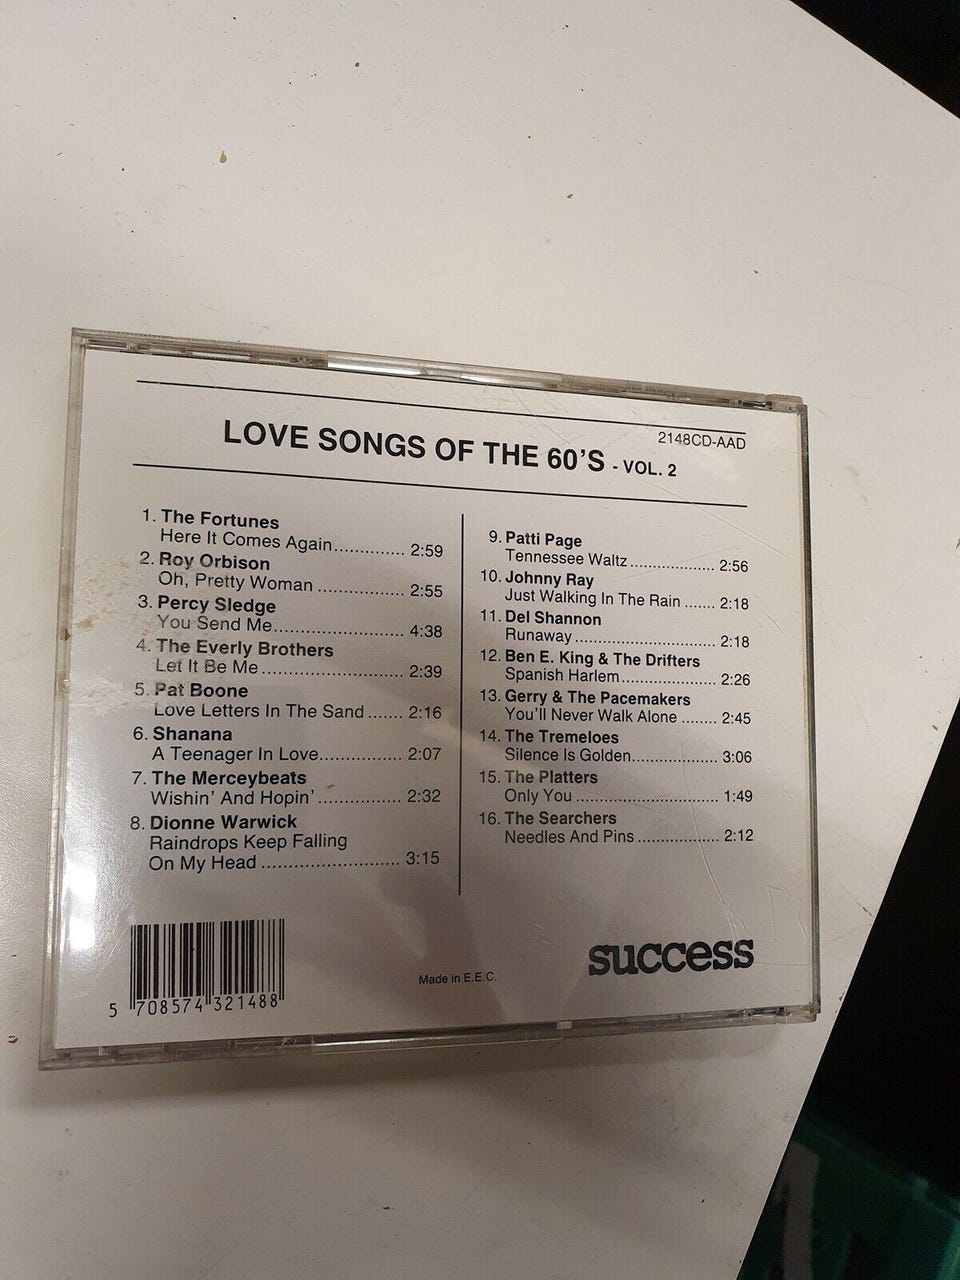 2148CD-AAD
LOVE SONGS OF THE 60'S - VOL. 2
1. The Fortunes
Here It Comes Again.............. 2:59
2. Roy Orbison
Oh, Pretty Woman .................. 2:55
3. Percy Sledge
You Send Me........................... 4:38
4. The Everly Brothers
Let It Be Me ............................. 2:39
5. Pat Boone
Love Letters In The Sand ....... 2:16
6. Shanana
A Teenager In Love................. 2:07
7. The Merceybeats
Wishin' And Hopin' ................. 2:32
8. Dionne Warwick
Raindrops Keep Falling
On My Head ............................ 3:15
9. Patti Page
Tennessee Waltz .................. 2:56
10. Johnny Ray
Just Walking In The Rain ....... 2:18
11. Del Shannon
Runaway .............................. 2:18
12. Ben E. King & The Drifters
Spanish Harlem .................... 2:26
13. Gerry & The Pacemakers
You'll Never Walk Alone ........ 2:45
14. The Tremeloes
Silence Is Golden................... 3:06
15. The Platters
Only You .............................. 1:49
16. The Searchers
Needles And Pins ................. 2:12
success
Made in E.E.C.
5 708574 321488